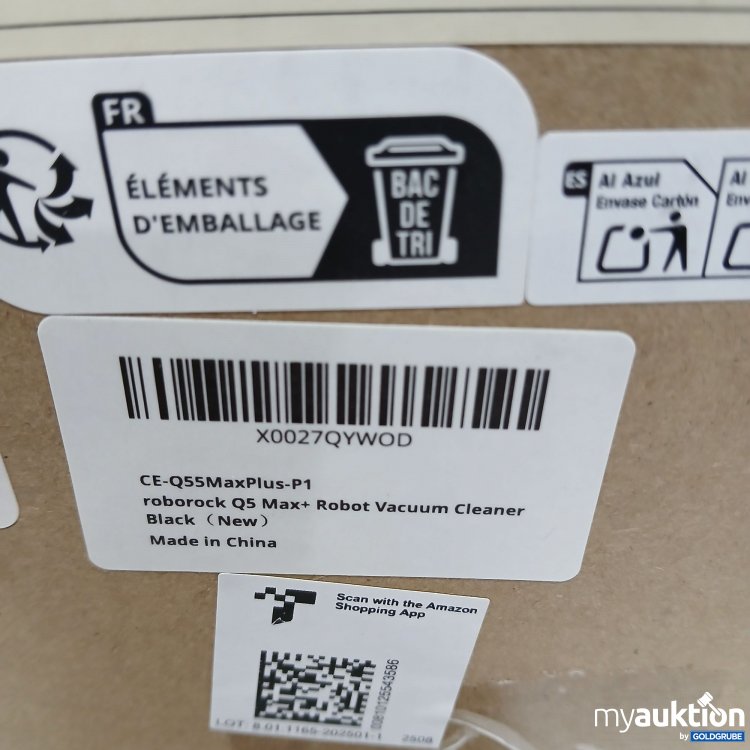 FR
ÉLÉMENTS
D'EMBALLAGE
BAC
DE
TRI
ES
Al Azul
Envase Cartón
Al
X0027QYWOD
CE-Q55MaxPlus-P1
roborock Q5 Max+ Robot Vacuum Cleaner
Black（New）
Made in China
Scan with the Amazon
Shopping App
2508
myauktion
by GOLDGRUBE